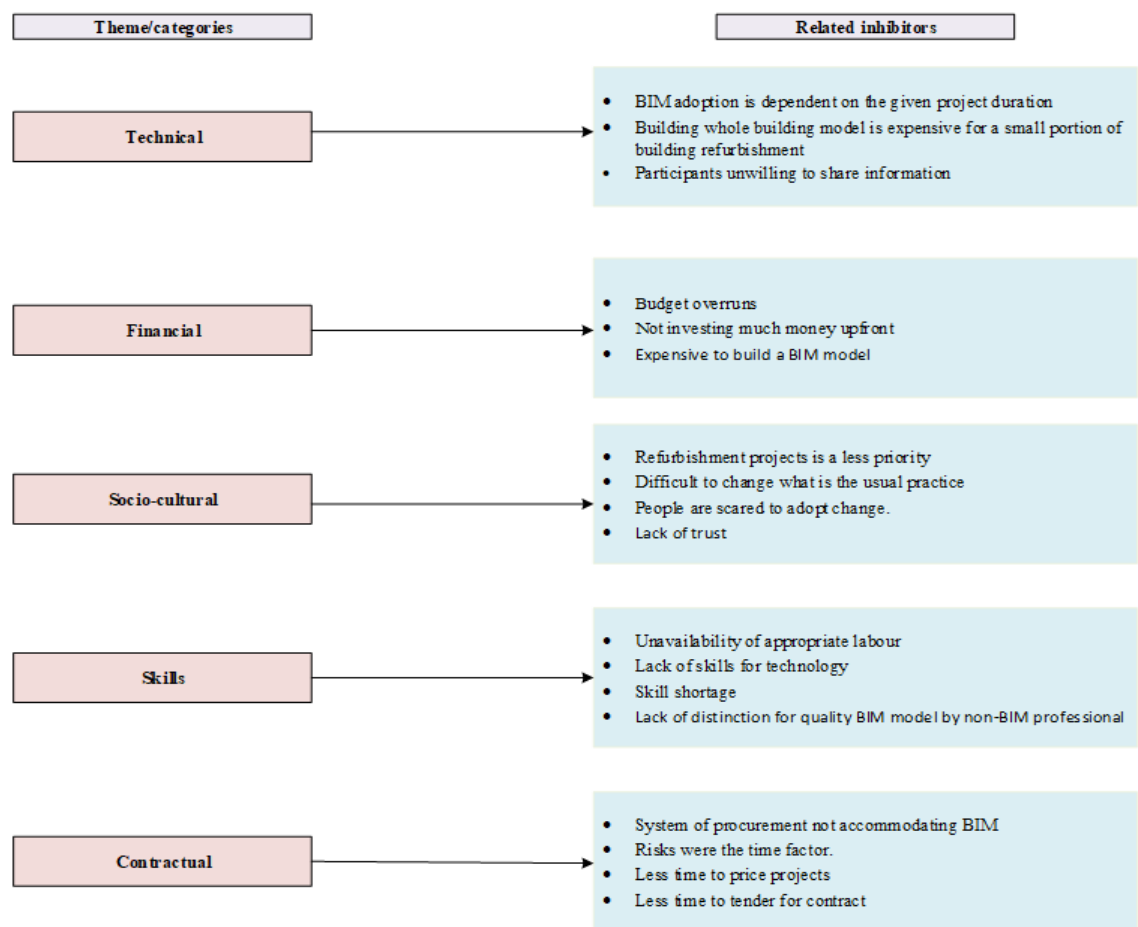 Theme/categories
Related inhibitors
Technical
• BIM adoption is dependent on the given project duration
• Building whole building model is expensive for a small portion of
building refurbishment
• Participants unwilling to share information
Financial
• Budget overruns
• Not investing much money upfront
• Expensive to build a BIM model
Socio-cultural
• Refurbishment projects is a less priority
• Difficult to change what is the usual practice
• People are scared to adopt change.
• Lack of trust
Skills
• Unavailability of appropriate labour
• Lack of skills for technology
• Skill shortage
• Lack of distinction for quality BIM model by non-BIM professional
Contractual
• System of procurement not accommodating BIM
• Risks were the time factor.
• Less time to price projects
• Less time to tender for contract